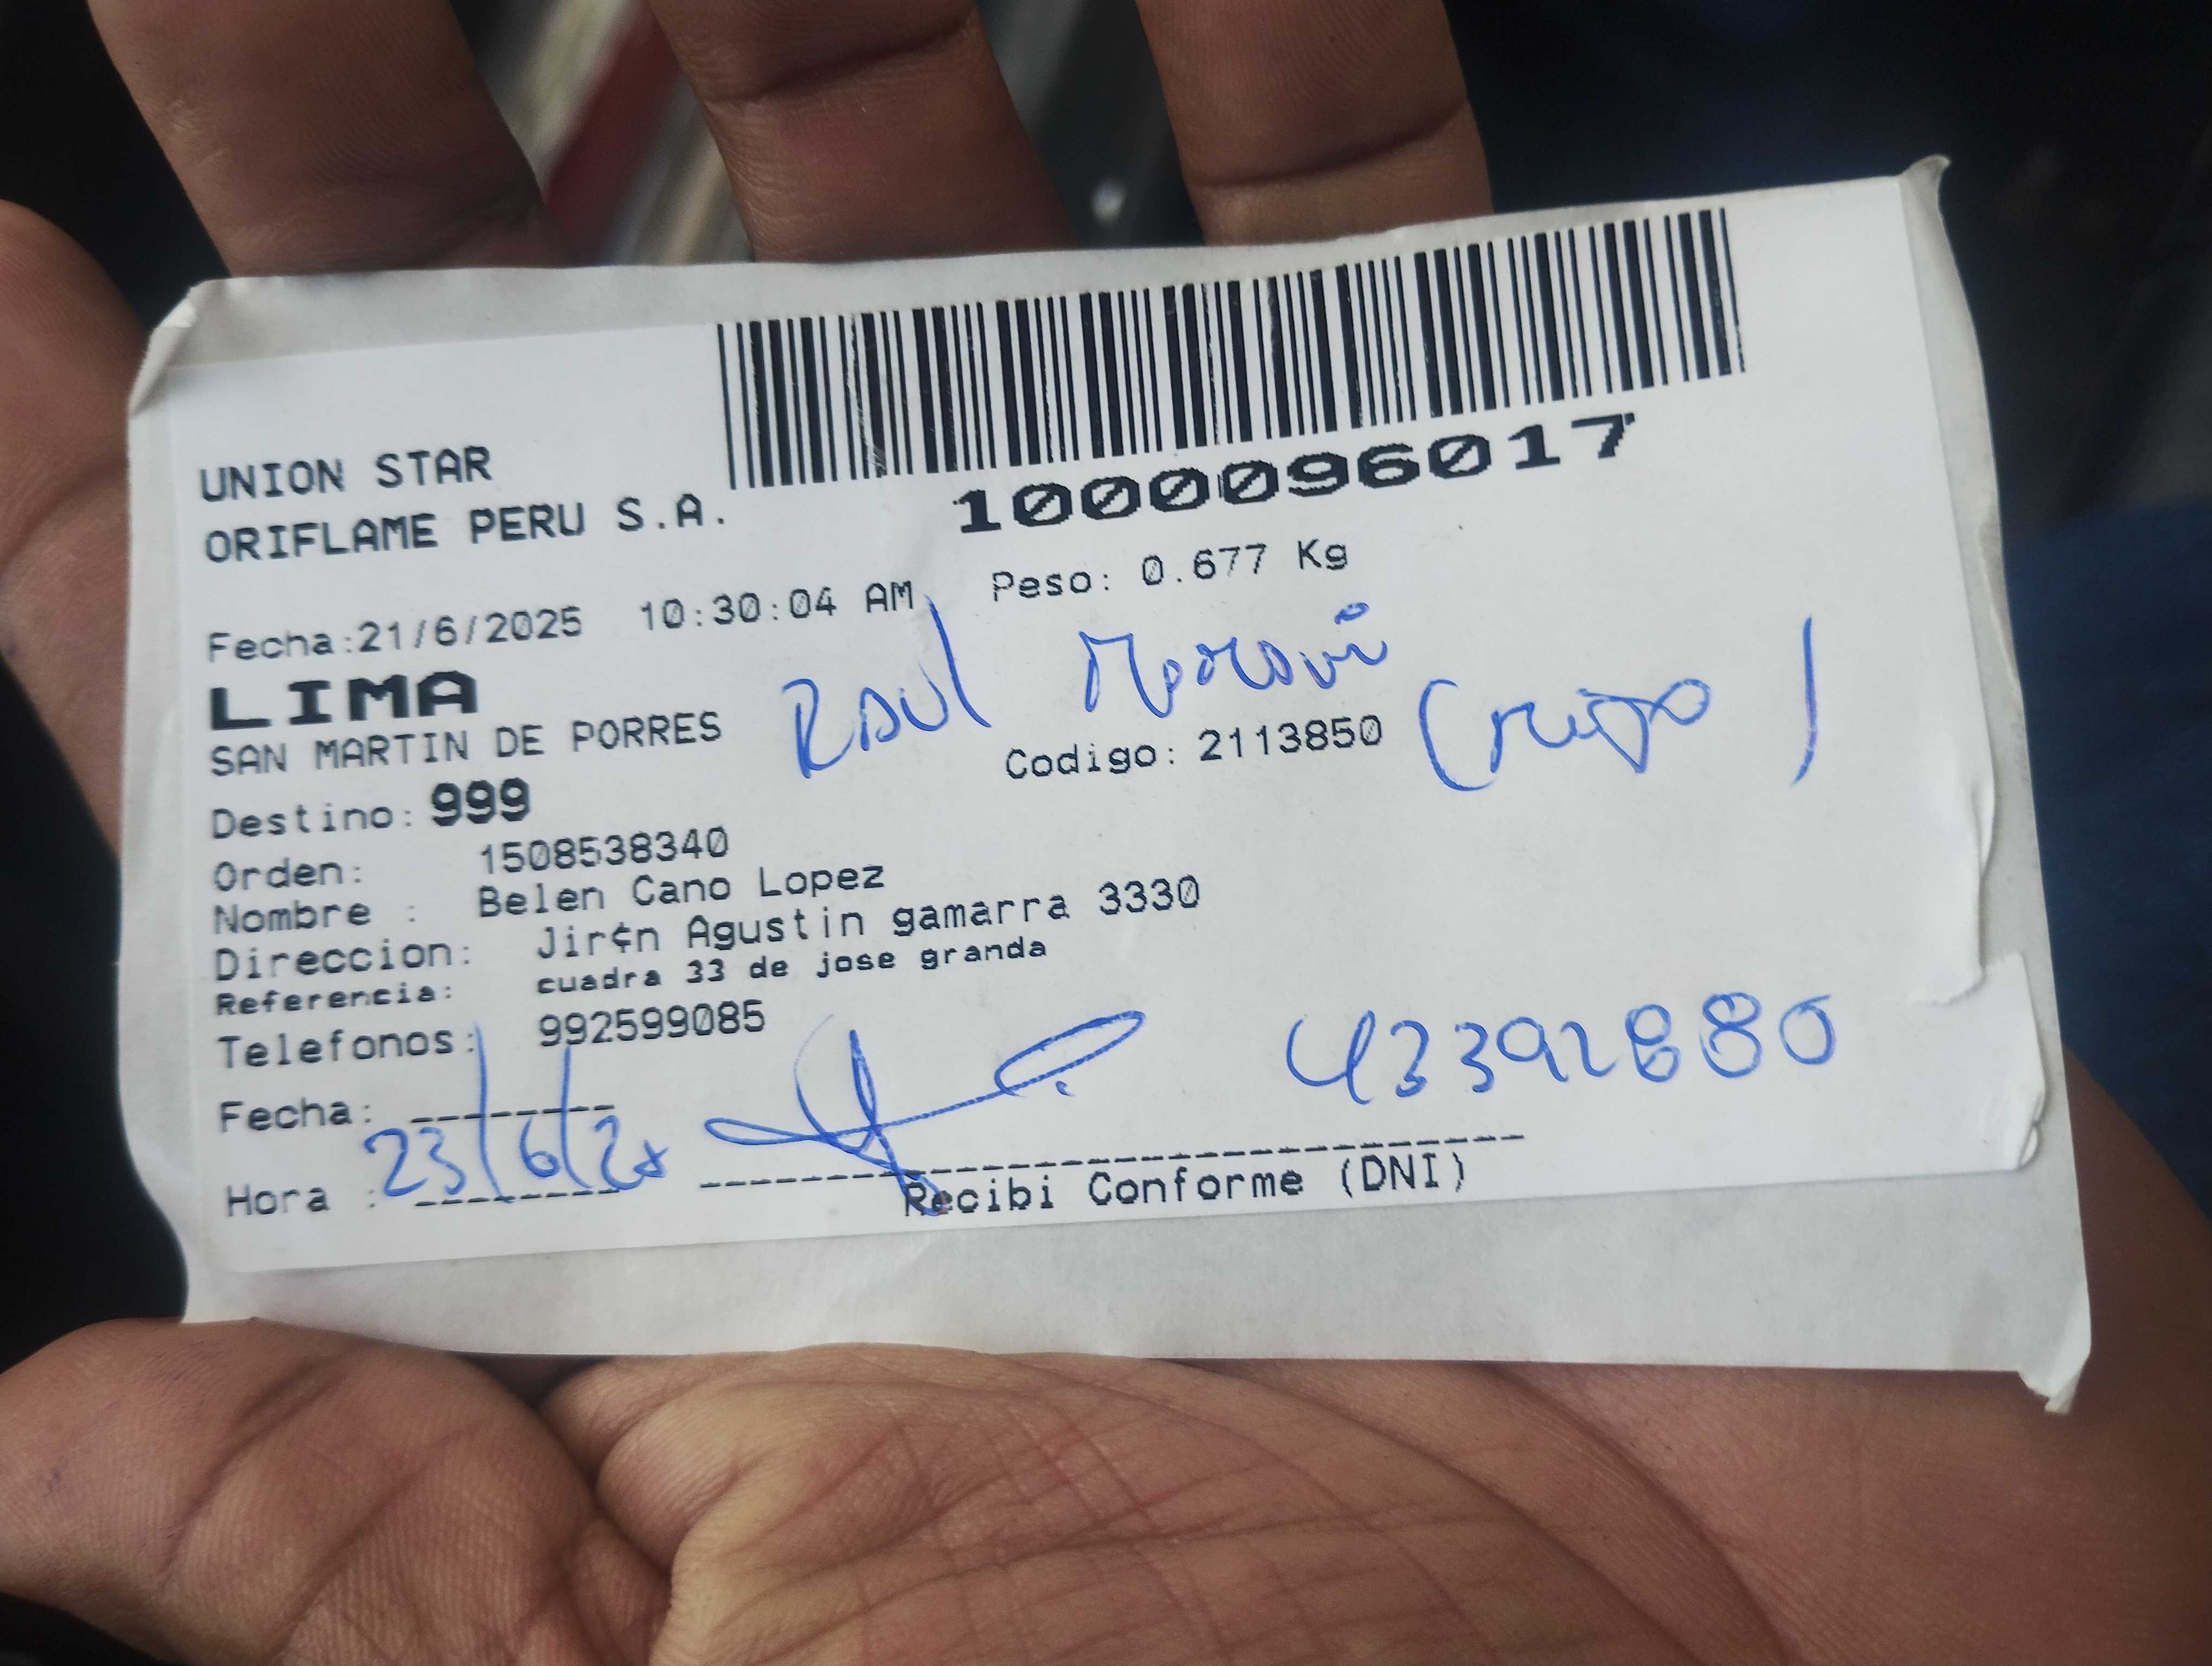 UNION STAR
ORIFLAME PERU S.A.
1000096017
Fecha:21/6/2025 10:30:04 AM Peso: 0.677 Kg
LIMA
SAN MARTIN DE PORRES
Raul
Codigo: 2113850
Destino: 999
Orden: 1508538340
Nombre : Belen Cano Lopez
Direccion: Jir¢n Agustin gamarra 3330
Referencia: cuadra 33 de jose granda
Telefonos: 992599085
43392880
Fecha:
23/6/25
Hora :
Recibi Conforme (DNI)